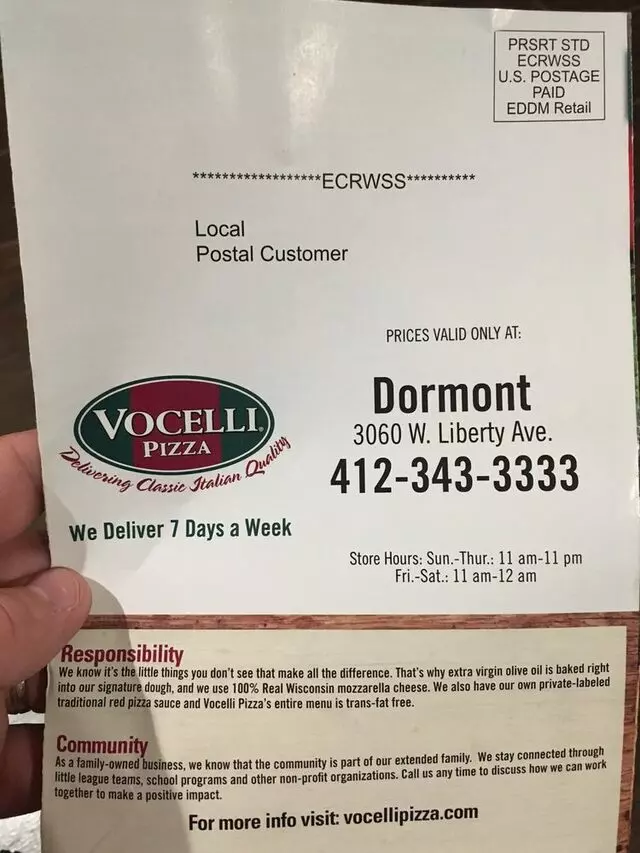 PRSRT STD
ECRWSS
U.S. POSTAGE
PAID
EDDM Retail
******************ECRWSS**********
Local
Postal Customer
PRICES VALID ONLY AT:
Dormont
3060 W. Liberty Ave.
412-343-3333
VOCELLI®
PIZZA
Delivering Classic Italian Quality
We Deliver 7 Days a Week
Store Hours: Sun.-Thur.: 11 am-11 pm
Fri.-Sat.: 11 am-12 am
Responsibility
We know it's the little things you don't see that make all the difference. That's why extra virgin olive oil is baked right
into our signature dough, and we use 100% Real Wisconsin mozzarella cheese. We also have our own private-labeled
traditional red pizza sauce and Vocelli Pizza's entire menu is trans-fat free.
Community
As a family-owned business, we know that the community is part of our extended family. We stay connected through
little league teams, school programs and other non-profit organizations. Call us any time to discuss how we can work
together to make a positive impact.
For more info visit: vocellipizza.com